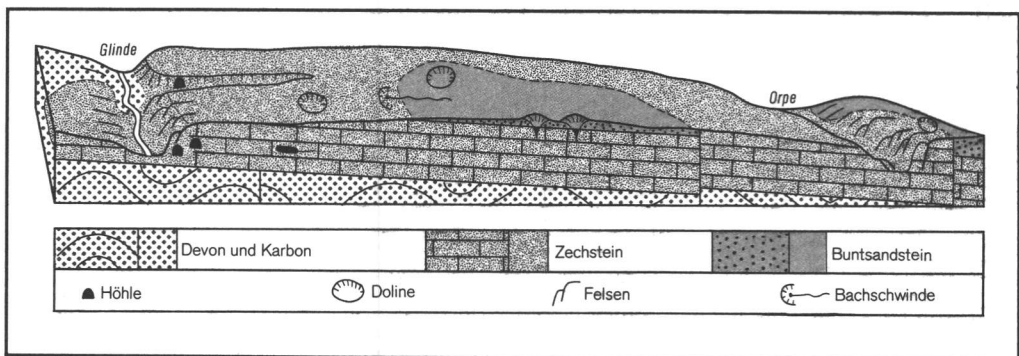 Glinde
Orpe
Devon und Karbon
Zechstein
Buntsandstein
Höhle
Doline
Felsen
Bachschwinde